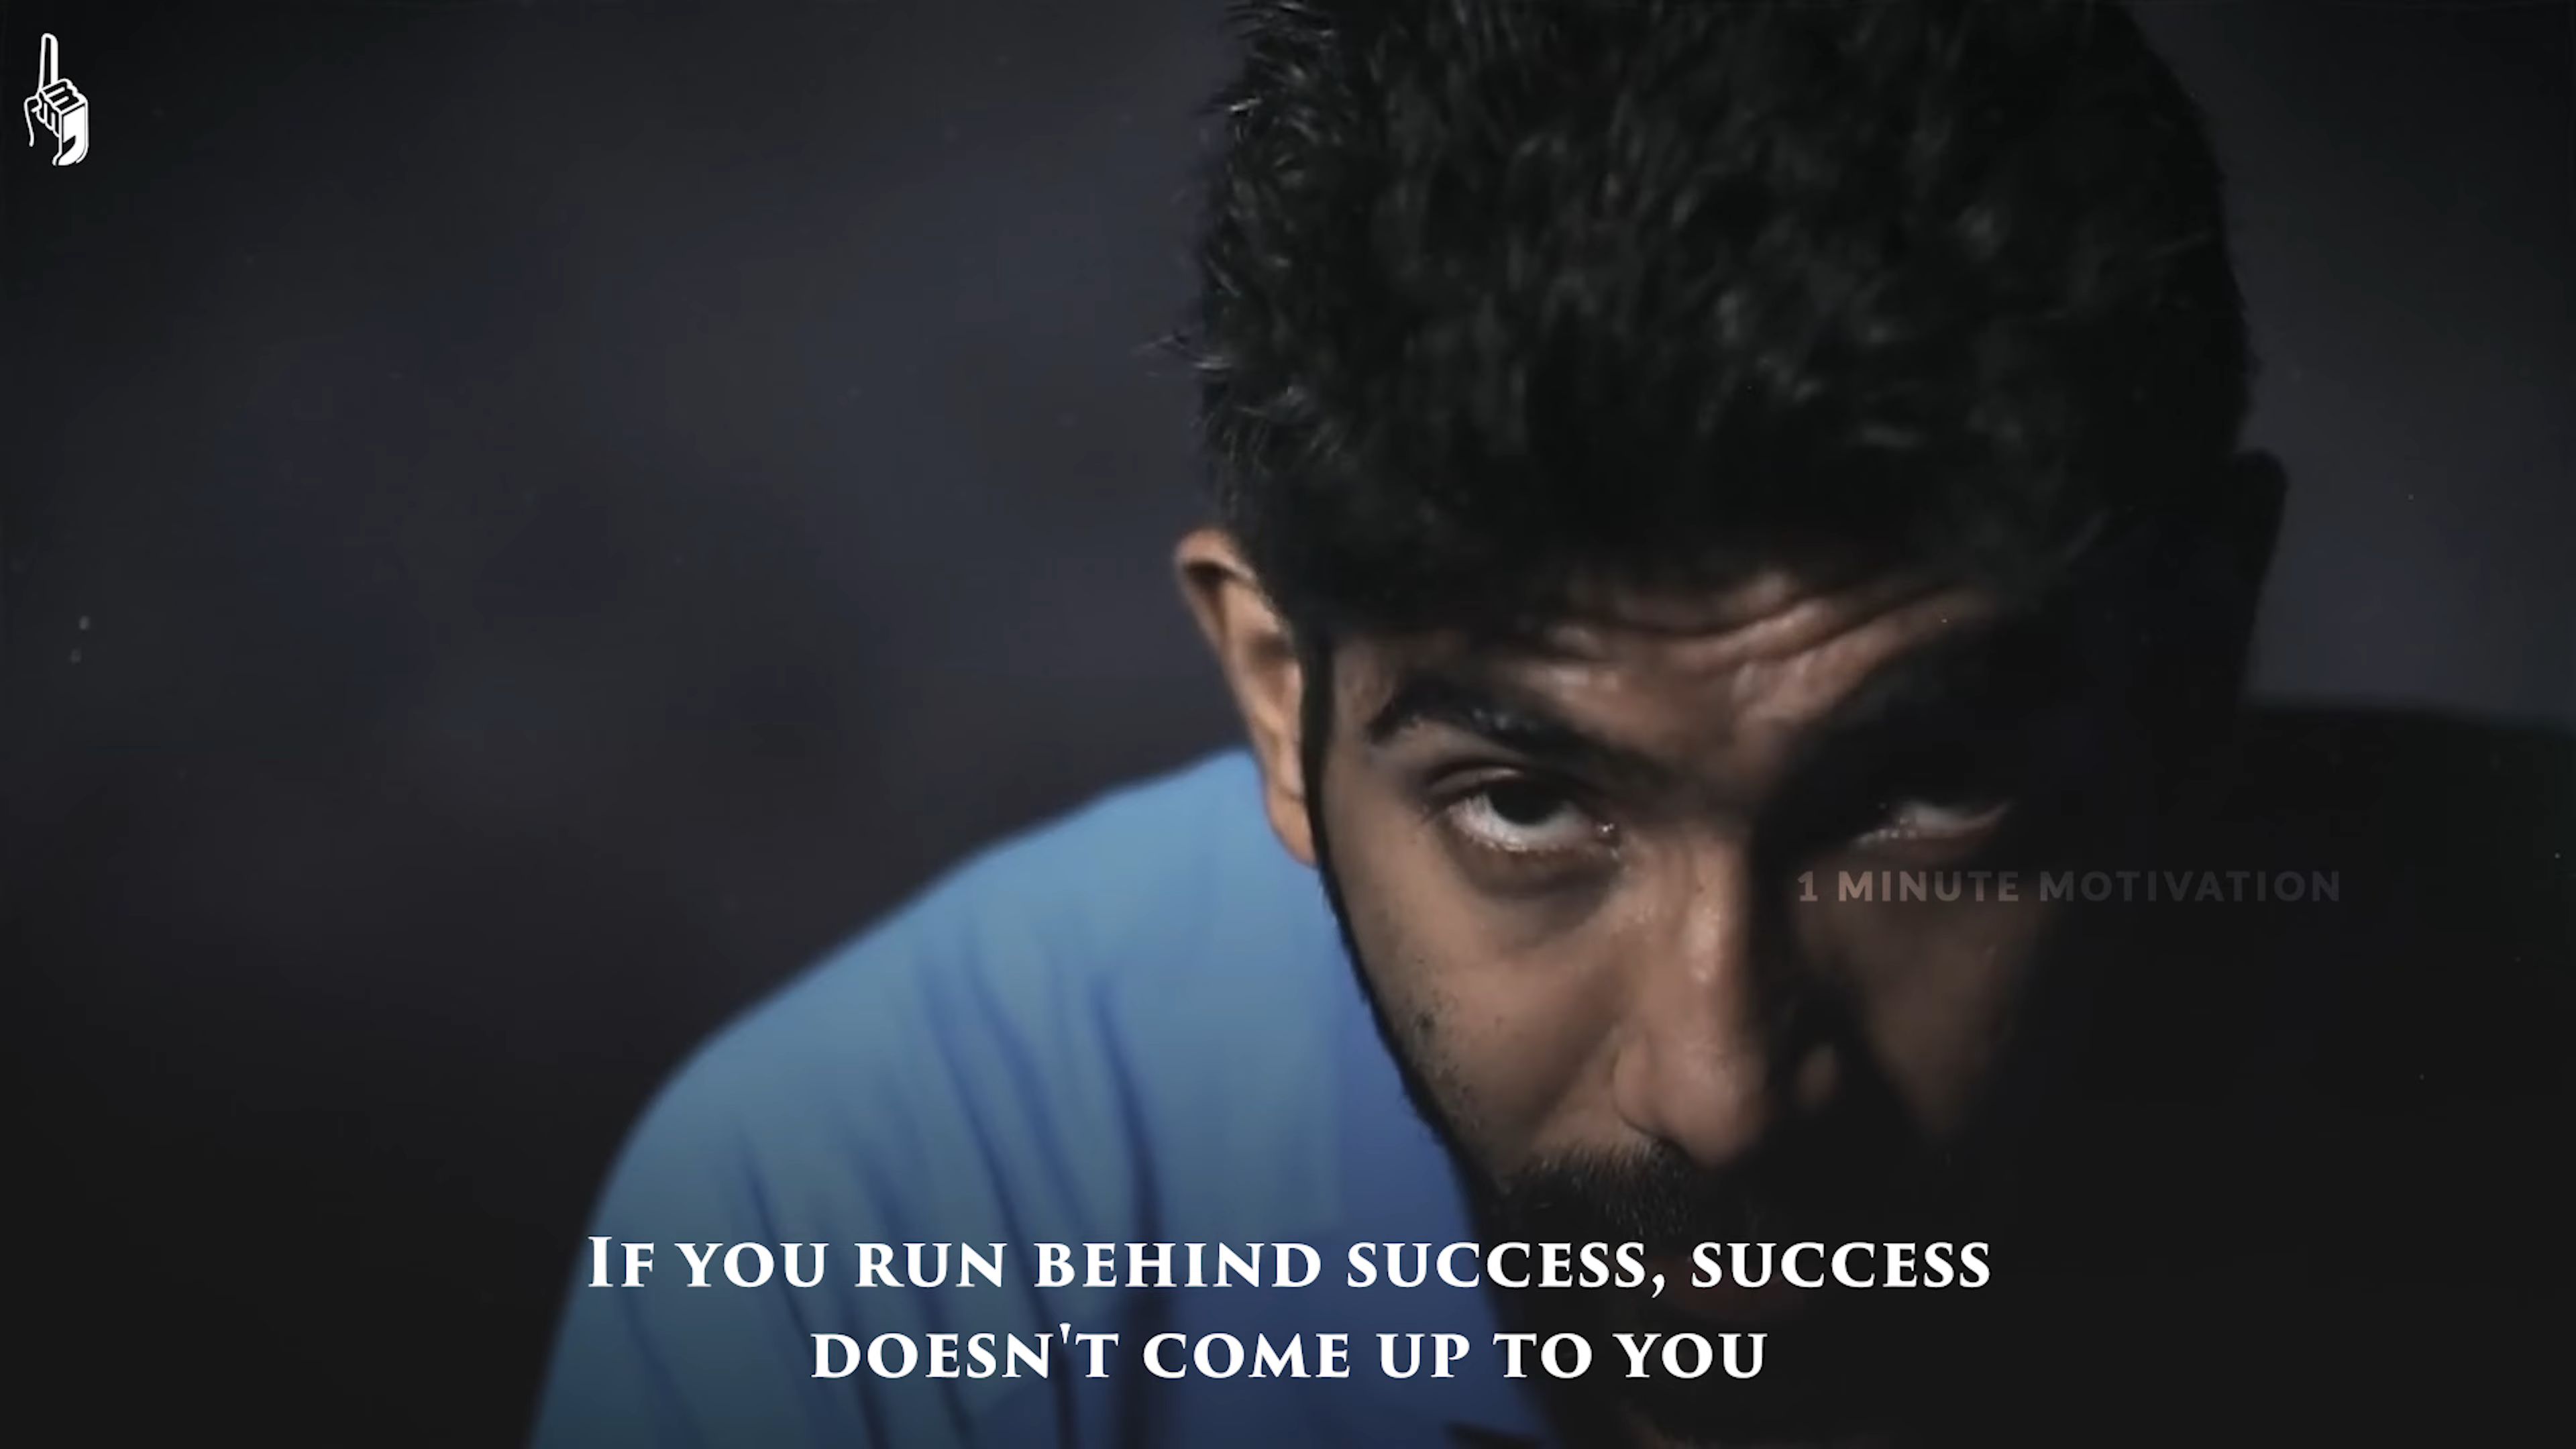 1 MINUTE MOTIVATION
IF YOU RUN BEHIND SUCCESS, SUCCESS
DOESN'T COME UP TO YOU